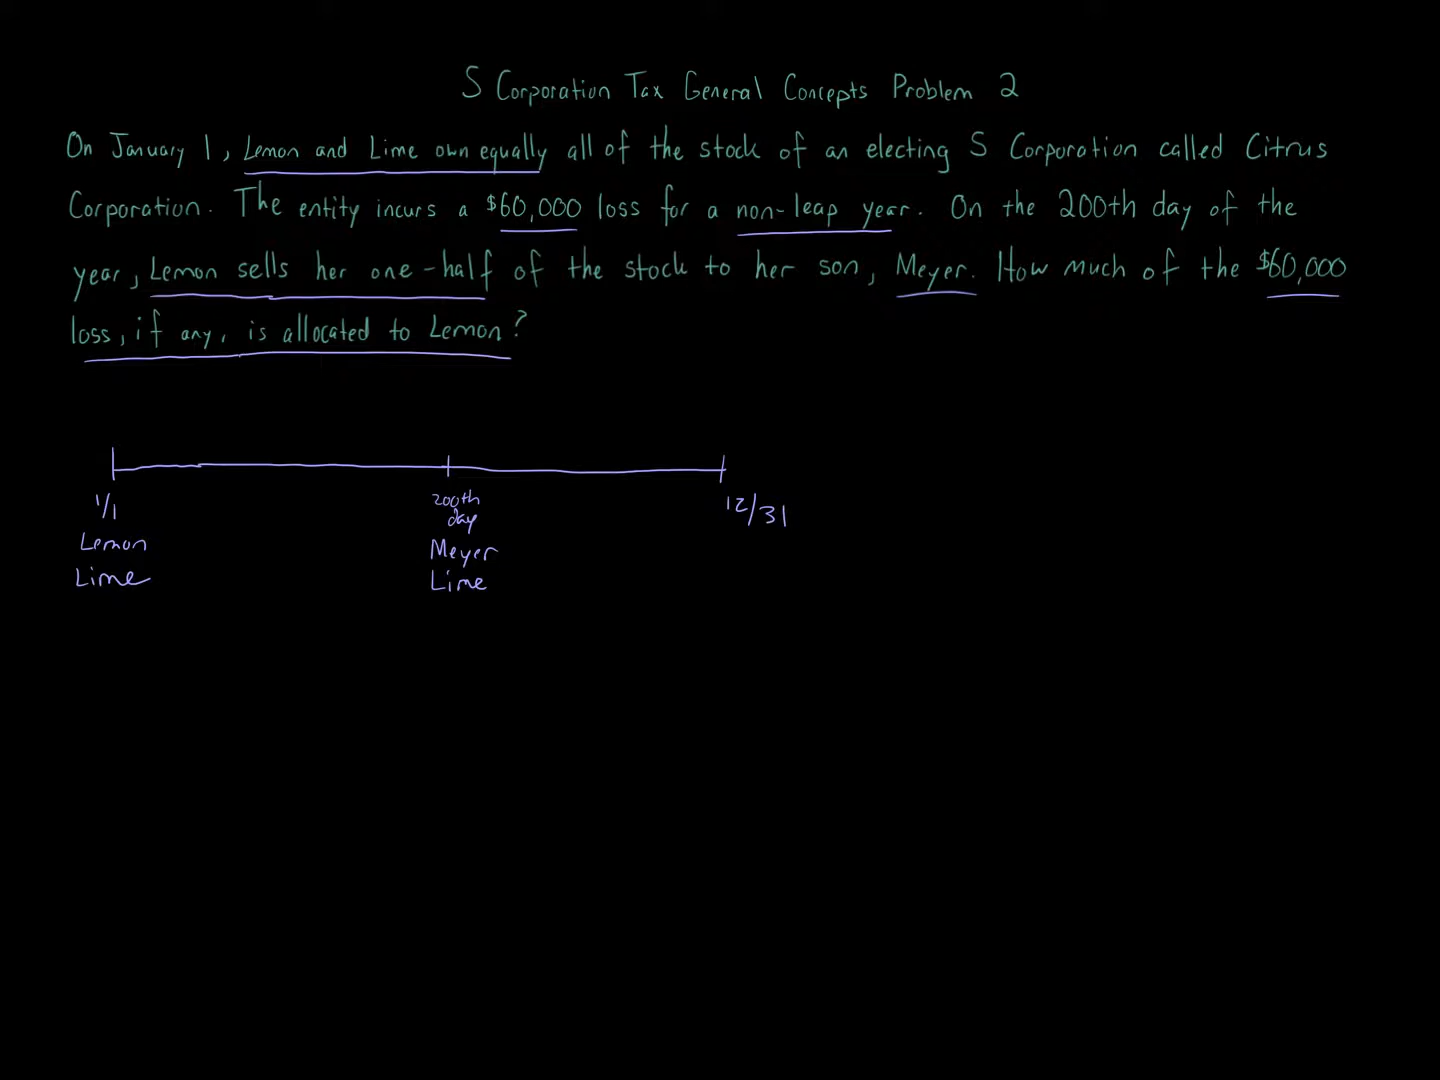 S Corporation Tax General Concepts Problem 2
On January 1, Lemon and Lime own equally all of the stock of an electing S Corporation called Citrus
Corporation. The entity incurs a $60,000 loss for a non-leap year. On the 200th day of the
year, Lemon sells her one-half of the stock to her son, Meyer. How much of the $60,000
loss, if any, is allocated to Lemon?
1/1
200th
day
12/31
Lemon
Lime
Meyer
Lime